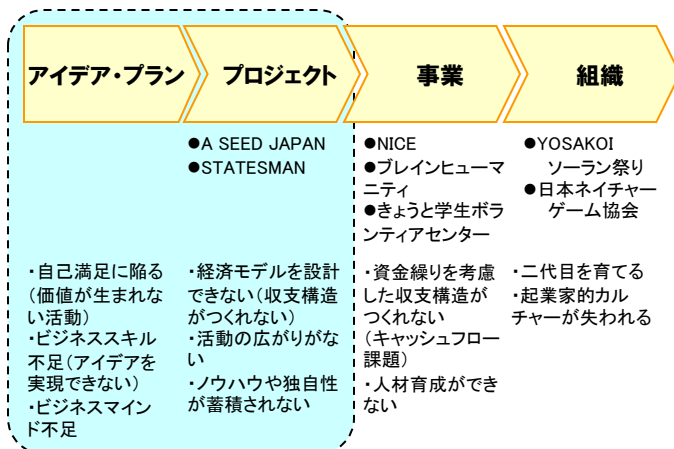 アイデア・プラン
プロジェクト
事業
組織
●A SEED JAPAN
●STATESMAN
●NICE
●ブレインヒューマ
ニティ
●きょうと学生ボラ
ンティアセンター
●YOSAKOI
ソーラン祭り
●日本ネイチャー
ゲーム協会
・自己満足に陥る
(価値が生まれな
い活動)
・ビジネススキル
不足(アイデアを
実現できない)
・ビジネスマイン
ド不足
・経済モデルを設計
できない(収支構造
がつくれない)
・活動の広がりがな
い
・ノウハウや独自性
が蓄積されない
・資金繰りを考慮
した収支構造が
つくれない
(キャッシュフロー
課題)
・人材育成ができ
ない
・二代目を育てる
・起業家的カル
チャーが失われる